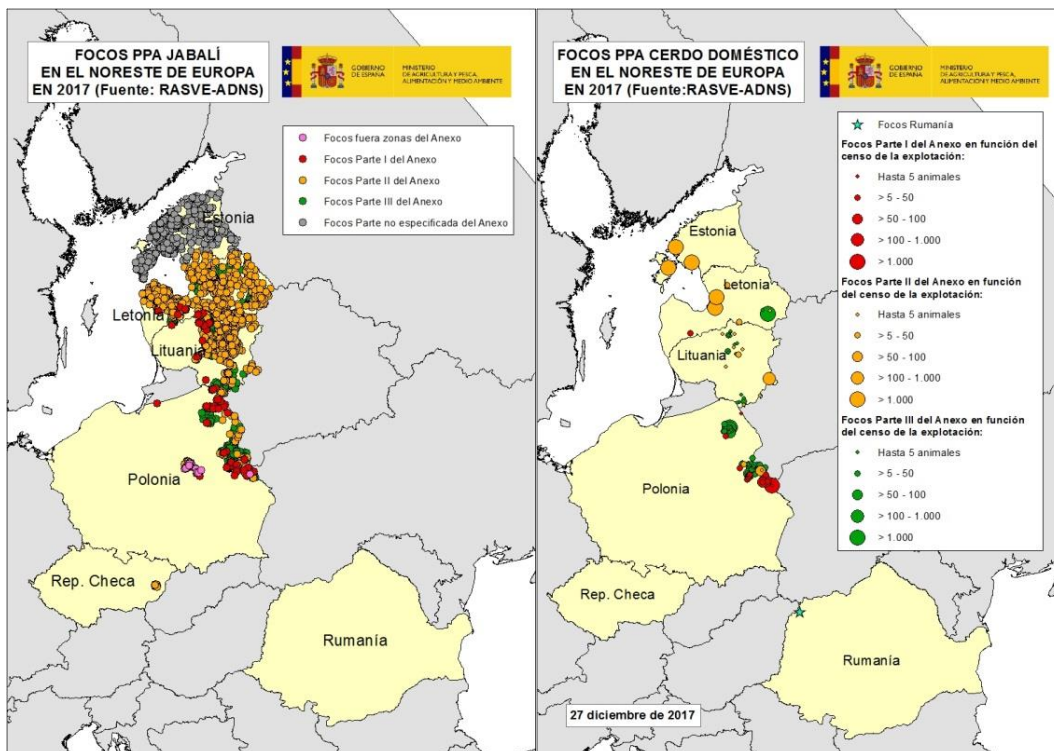 FOCOS PPA JABALÍ
EN EL NORESTE DE EUROPA
EN 2017 (Fuente: RASVE-ADNS)
GOBIERNO
DE ESPAÑA
MINISTERIO
DE AGRICULTURA Y PESCA,
ALIMENTACIÓN Y MEDIO AMBIENTE
Focos fuera zonas del Anexo
Focos Parte I del Anexo
Focos Parte II del Anexo
Focos Parte III del Anexo
Focos Parte no especificada del Anexo
Estonia
Letonia
Lituania
Polonia
Rep. Checa
Rumanía
FOCOS PPA CERDO DOMÉSTICO
EN EL NORESTE DE EUROPA
EN 2017 (Fuente:RASVE-ADNS)
GOBIERNO
DE ESPAÑA
MINISTERIO
DE AGRICULTURA Y PESCA,
ALIMENTACIÓN Y MEDIO AMBIENTE
Focos Rumanía
Focos Parte I del Anexo en función del
censo de la explotación:
Hasta 5 animales
> 5 - 50
> 50 - 100
> 100 - 1.000
> 1.000
Focos Parte II del Anexo en función
del censo de la explotación:
Hasta 5 animales
> 5 - 50
> 50 - 100
> 100 - 1.000
> 1.000
Focos Parte III del Anexo en función
del censo de la explotación:
Hasta 5 animales
> 5 - 50
> 50 - 100
> 100 - 1.000
> 1.000
Estonia
Letonia
Lituania
Polonia
Rep. Checa
Rumanía
27 diciembre de 2017